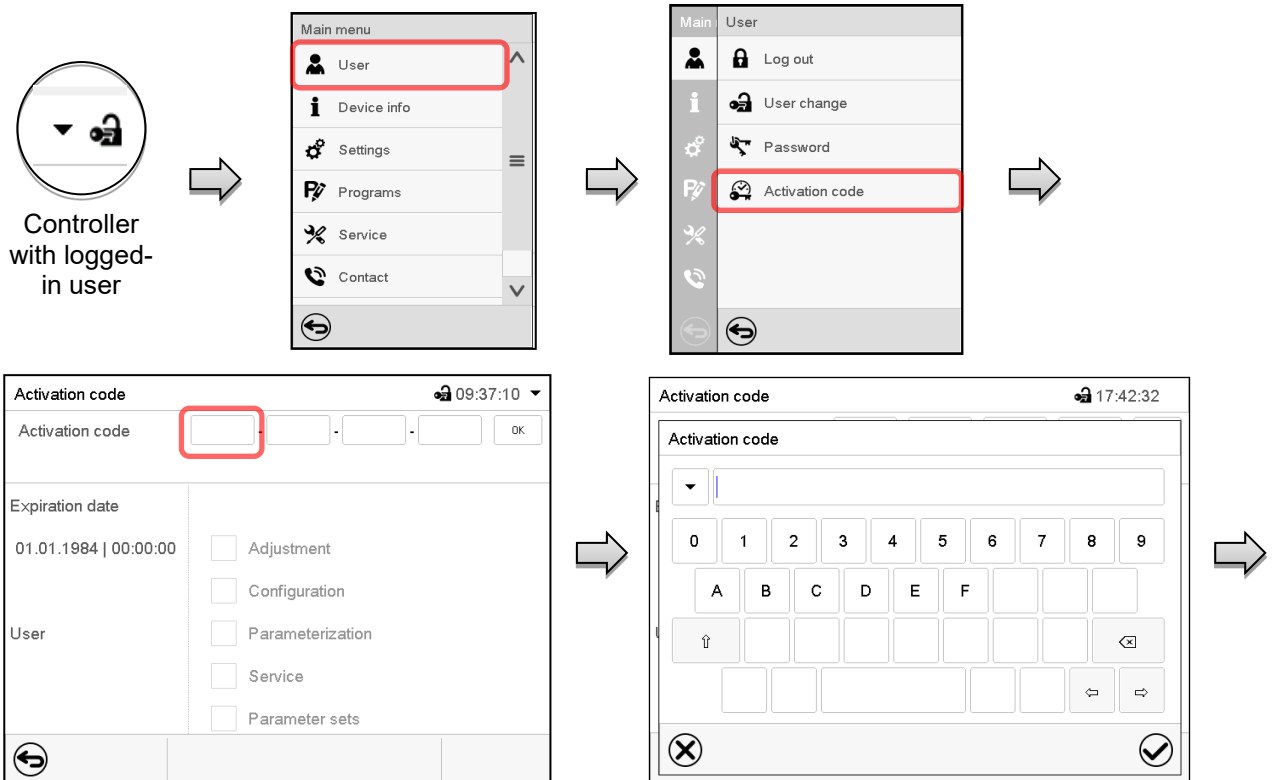 Controller
with logged-
in user
Main menu
User
Device info
Settings
Programs
Service
Contact
Main User
Log out
User change
Password
Activation code
Activation code 09:37:10
Activation code - - - OK
Expiration date
01.01.1984 | 00:00:00 Adjustment
Configuration
User Parameterization
Service
Parameter sets
Activation code 17:42:32
Activation code
0 1 2 3 4 5 6 7 8 9
A B C D E F